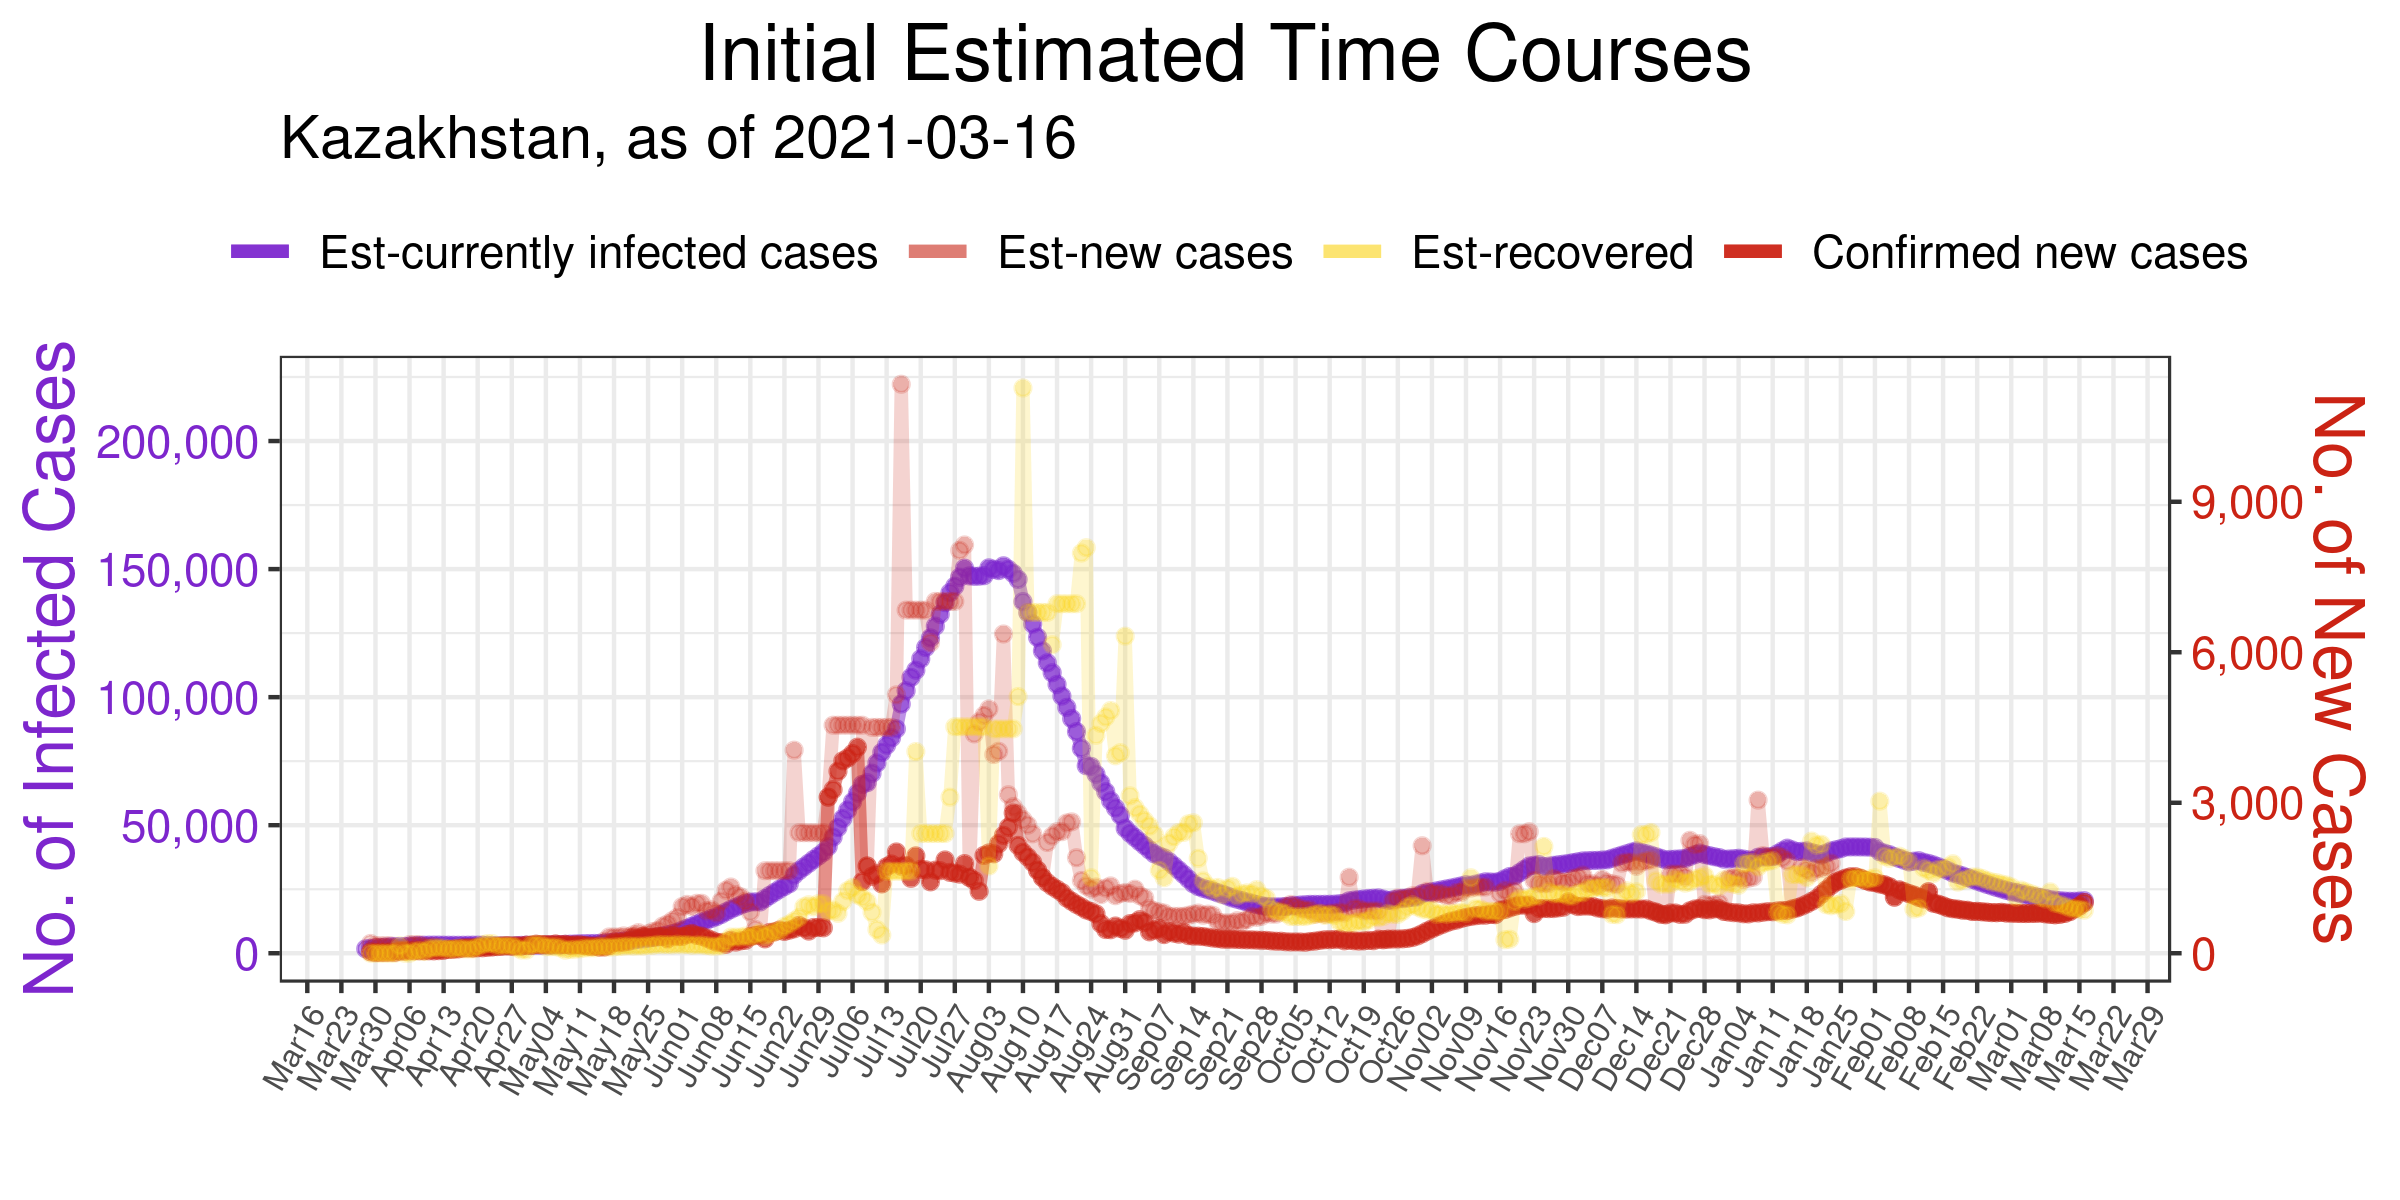 Initial Estimated Time Courses
Kazakhstan, as of 2021-03-16
Est-currently infected cases Est-new cases Est-recovered Confirmed new cases
No. of Infected Cases
200,000
150,000
100,000
50,000
0
No. of New Cases
9,000
6,000
3,000
0
Mar16 Mar23 Mar30 Apr06 Apr13 Apr20 Apr27 May04 May11 May18 May25 Jun01 Jun08 Jun15 Jun22 Jun29 Jul06 Jul13 Jul20 Jul27 Aug03 Aug10 Aug17 Aug24 Aug31 Sep07 Sep14 Sep21 Sep28 Oct05 Oct12 Oct19 Oct26 Nov02 Nov09 Nov16 Nov23 Nov30 Dec07 Dec14 Dec21 Dec28 Jan04 Jan11 Jan18 Jan25 Feb01 Feb08 Feb15 Feb22 Mar01 Mar08 Mar15 Mar22 Mar29